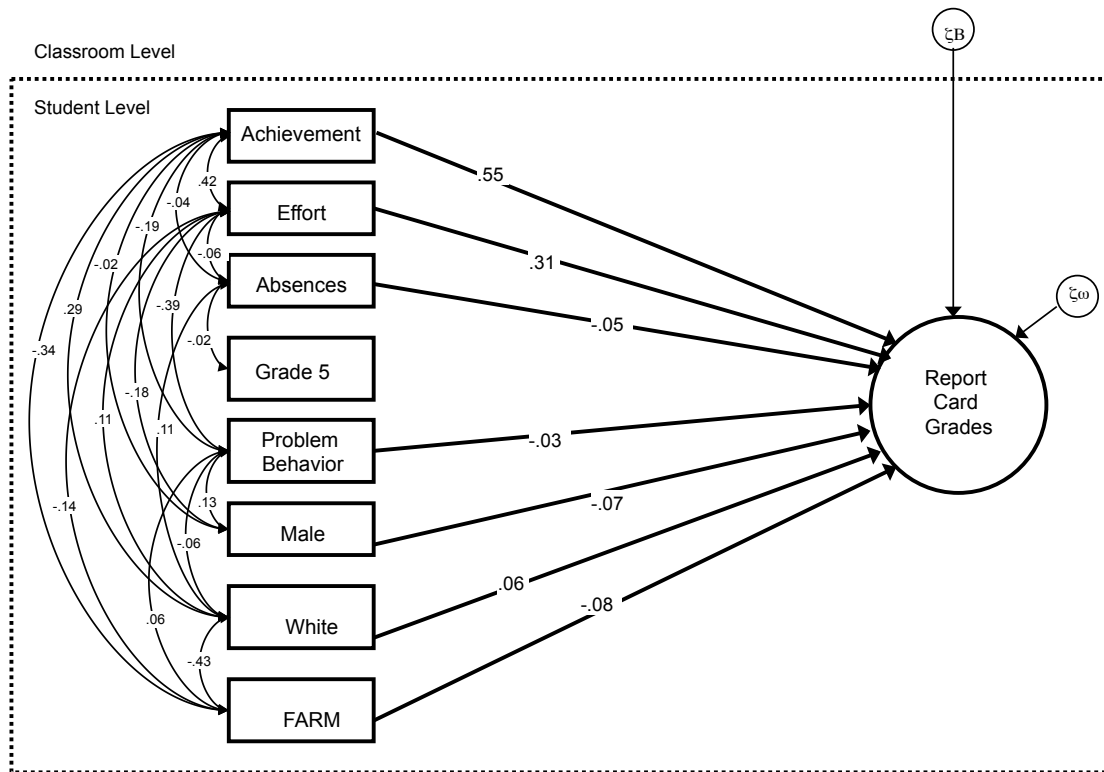 ζB
Classroom Level
Student Level
Achievement
.55
.42
Effort
-.04
-.19
-.06
.31
-.02
Absences
.29
-.39
-.05
-.02
-.34
Grade 5
Report
Card
Grades
ζω
-.18
.11
.11
Problem
Behavior
-.03
-.14
.13
-.07
Male
-.06
.06
-.08
.06
White
-.43
FARM